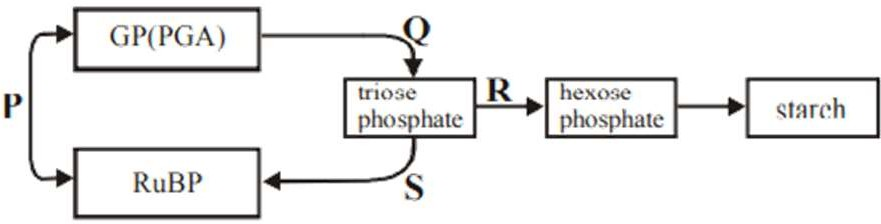 GP(PGA)
Q
P
triose
phosphate
R
hexose
phosphate
starch
RuBP
S